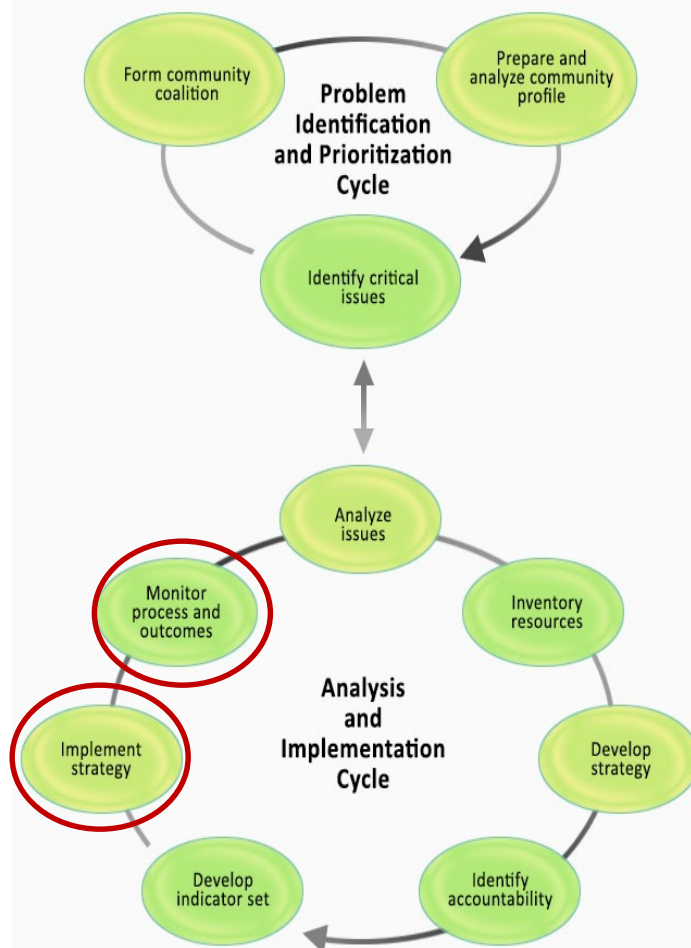 Form community
coalition
Prepare and
analyze community
profile
Problem
Identification
and Prioritization
Cycle
Identify critical
issues
Analyze
issues
Monitor
process and
outcomes
Inventory
resources
Analysis
and
Implementation
Cycle
Implement
strategy
Develop
strategy
Develop
indicator set
Identify
accountability